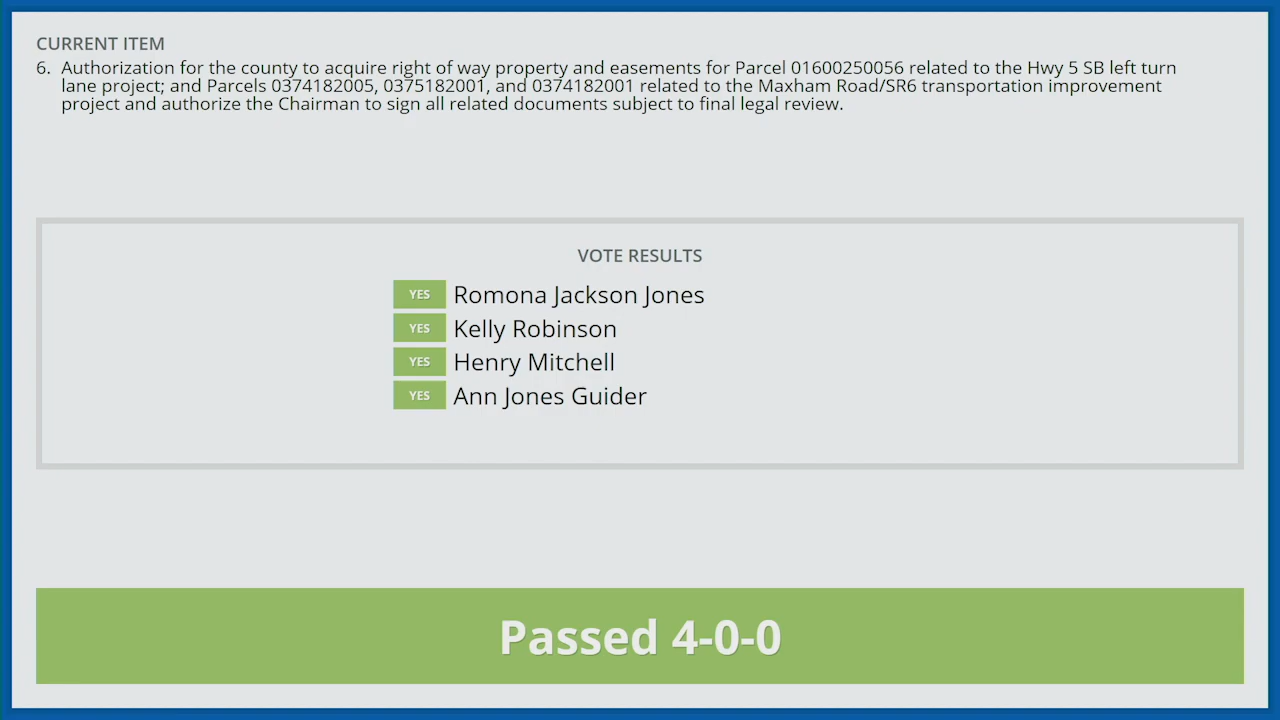 CURRENT ITEM
6. Authorization for the county to acquire right of way property and easements for Parcel 01600250056 related to the Hwy 5 SB left turn
lane project; and Parcels 0374182005, 0375182001, and 0374182001 related to the Maxham Road/SR6 transportation improvement
project and authorize the Chairman to sign all related documents subject to final legal review.
VOTE RESULTS
YES Romona Jackson Jones
YES Kelly Robinson
YES Henry Mitchell
YES Ann Jones Guider
Passed 4-0-0